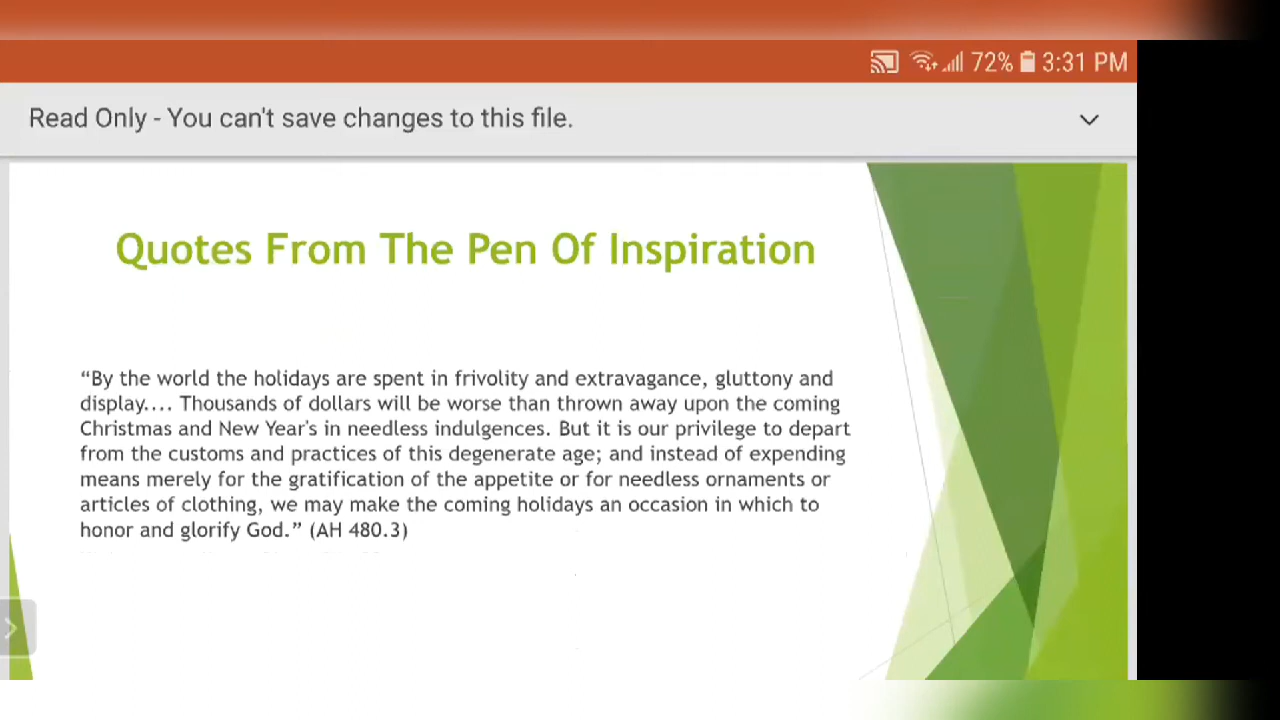 72% 3:31 PM
Read Only - You can't save changes to this file.
Quotes From The Pen Of Inspiration
“By the world the holidays are spent in frivolity and extravagance, gluttony and
display.... Thousands of dollars will be worse than thrown away upon the coming
Christmas and New Year's in needless indulgences. But it is our privilege to depart
from the customs and practices of this degenerate age; and instead of expending
means merely for the gratification of the appetite or for needless ornaments or
articles of clothing, we may make the coming holidays an occasion in which to
honor and glorify God.” (AH 480.3)